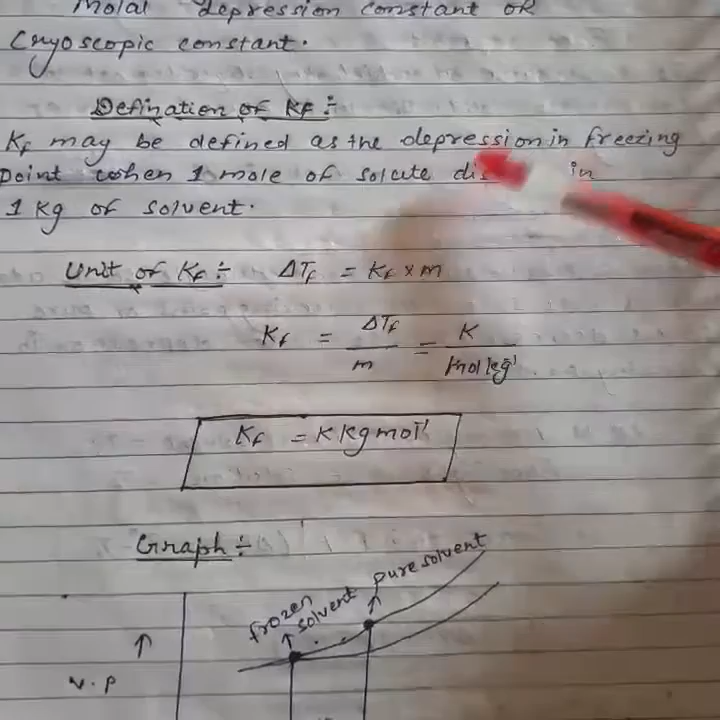 Molal depression constant OR
Cryoscopic constant.
Defination of Kf ÷
Kf may be defined as the depression in freezing
point when 1 mole of solute in
1 Kg of solvent.
Unit of Kf ÷ ΔTf = Kf × m
Kf = ΔTf / m = K / mol kg⁻¹
Kf = K Kg mol⁻¹
Graph ÷
pure solvent
frozen
solvent
↑
v.p